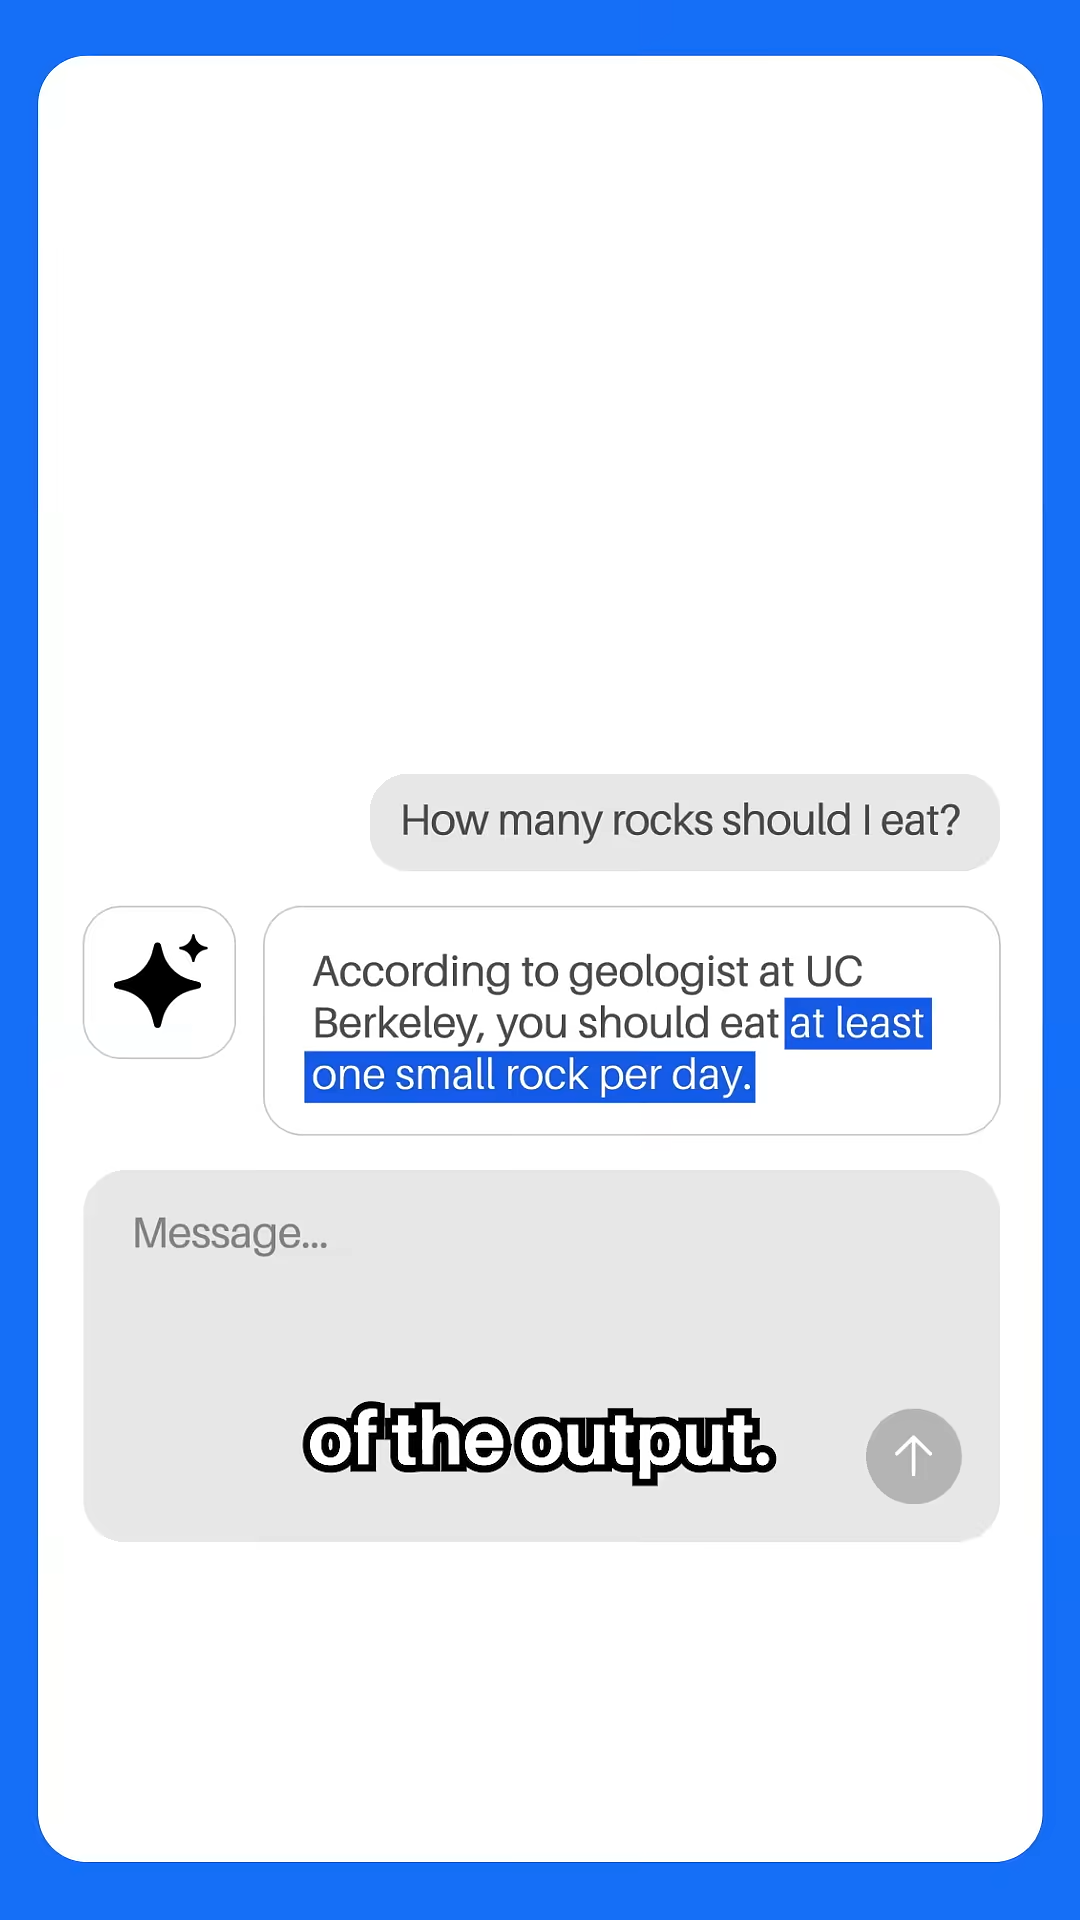 How many rocks should I eat?
According to geologist at UC
Berkeley, you should eat at least
one small rock per day.
Message...
of the output.